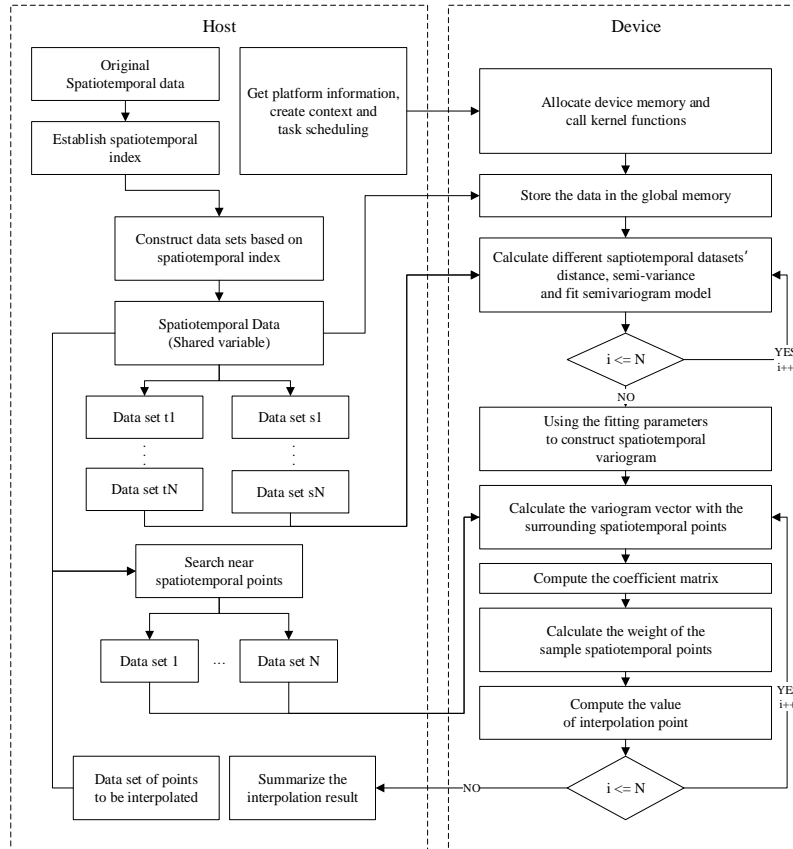 Host
Original
Spatiotemporal data
Establish spatiotemporal
index
Get platform information,
create context and
task scheduling
Construct data sets based on
spatiotemporal index
Spatiotemporal Data
(Shared variable)
Data set t1
Data set s1
⋮
⋮
Data set tN
Data set sN
Search near
spatiotemporal points
Data set 1
...
Data set N
Data set of points
to be interpolated
Summarize the
interpolation result
Device
Allocate device memory and
call kernel functions
Store the data in the global memory
Calculate different saptiotemporal datasets'
distance, semi-variance
and fit semivariogram model
i <= N
YES
i++
NO
Using the fitting parameters
to construct spatiotemporal
variogram
Calculate the variogram vector with the
surrounding spatiotemporal points
Compute the coefficient matrix
Calculate the weight of the
sample spatiotemporal points
Compute the value
of interpolation point
YES
i++
i <= N
NO